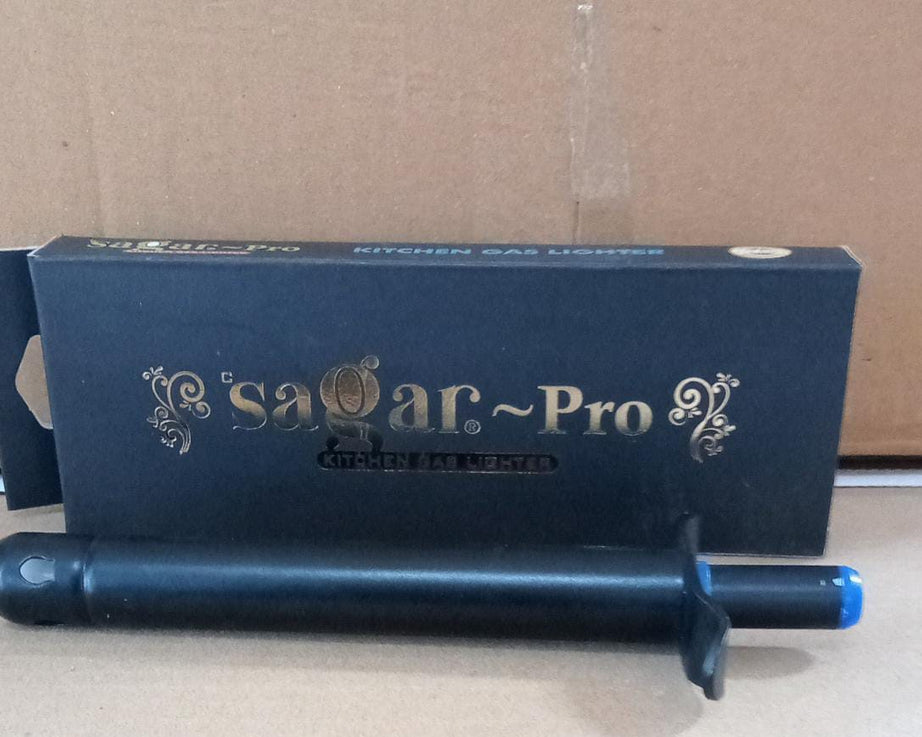 sagar.~Pro KITCHEN GAS LIGHTER
C sagar.® ~Pro
KITCHEN GAS LIGHTER